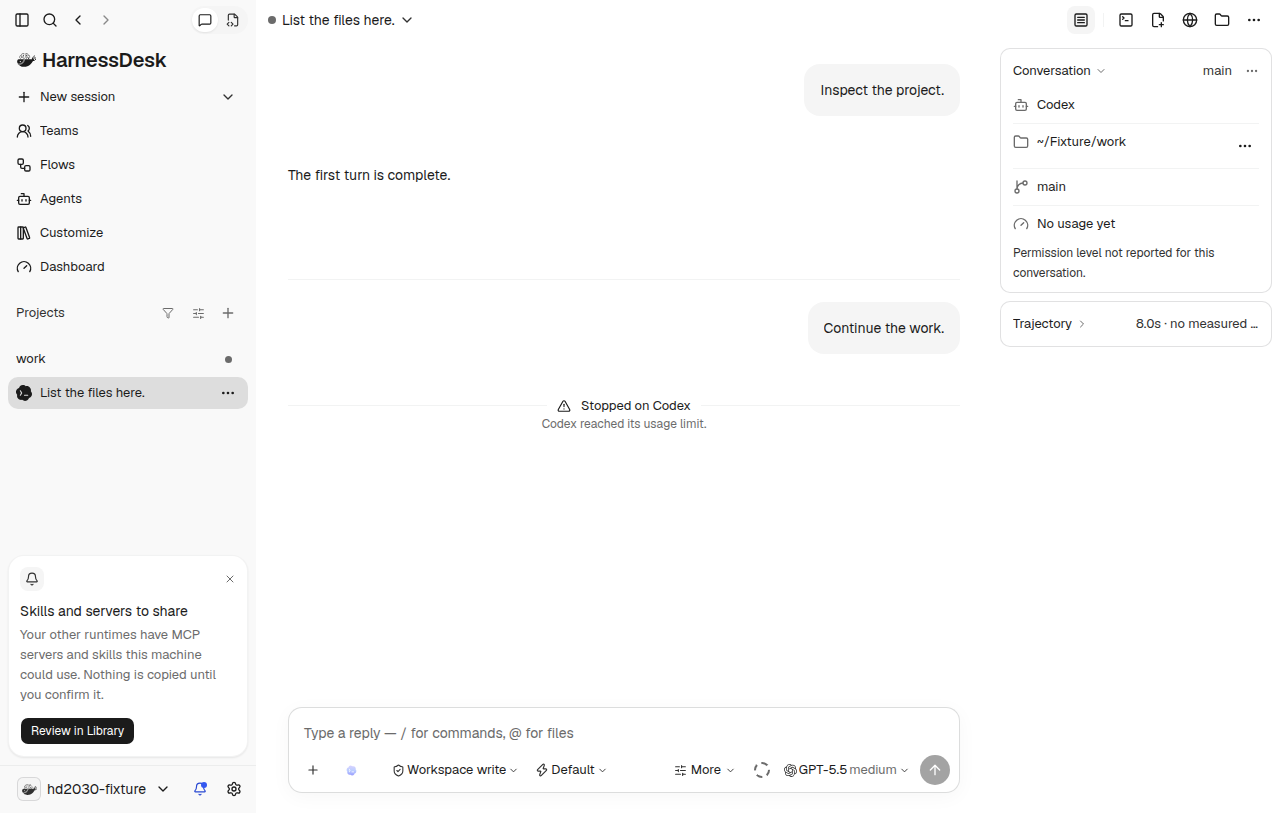 List the files here.
HarnessDesk
New session
Teams
Flows
Agents
Customize
Dashboard
Projects
work
List the files here.
Skills and servers to share
Your other runtimes have MCP
servers and skills this machine
could use. Nothing is copied until
you confirm it.
Review in Library
hd2030-fixture
Inspect the project.
The first turn is complete.
Continue the work.
Stopped on Codex
Codex reached its usage limit.
Type a reply — / for commands, @ for files
Workspace write
Default
More
GPT-5.5 medium
Conversation
main
Codex
~/Fixture/work
main
No usage yet
Permission level not reported for this
conversation.
Trajectory
8.0s · no measured …